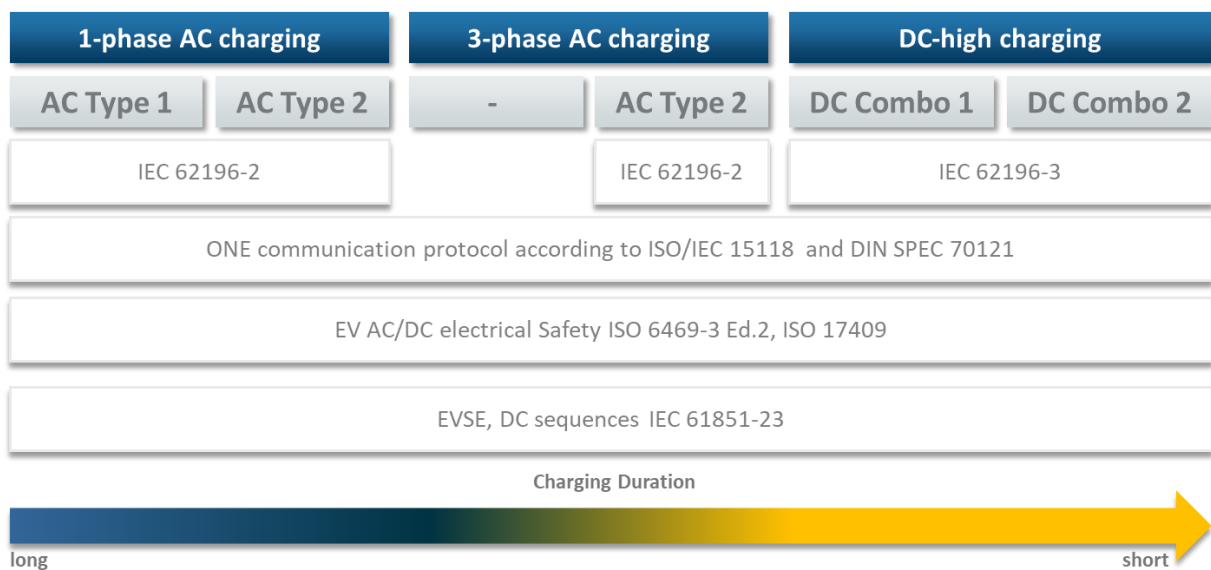 1-phase AC charging
3-phase AC charging
DC-high charging
AC Type 1
AC Type 2
-
AC Type 2
DC Combo 1
DC Combo 2
IEC 62196-2
IEC 62196-2
IEC 62196-3
ONE communication protocol according to ISO/IEC 15118 and DIN SPEC 70121
EV AC/DC electrical Safety ISO 6469-3 Ed.2, ISO 17409
EVSE, DC sequences IEC 61851-23
Charging Duration
long
short